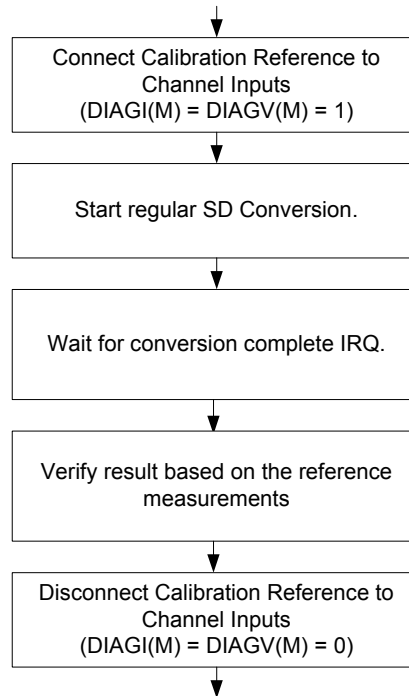 Connect Calibration Reference to
Channel Inputs
(DIAGI(M) = DIAGV(M) = 1)
Start regular SD Conversion.
Wait for conversion complete IRQ.
Verify result based on the reference
measurements
Disconnect Calibration Reference to
Channel Inputs
(DIAGI(M) = DIAGV(M) = 0)